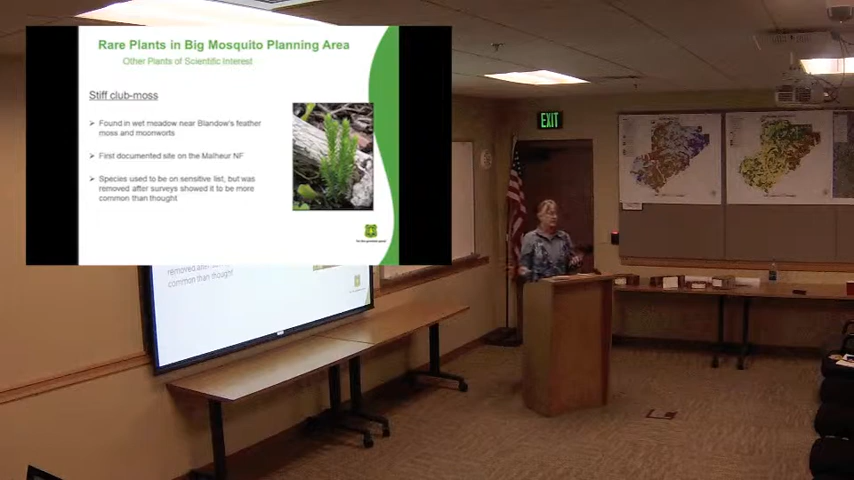 Rare Plants in Big Mosquito Planning Area
Other Plants of Scientific Interest
Stiff club-moss
➢ Found in wet meadow near Blandow's feather
moss and moonworts
➢ First documented site on the Malheur NF
➢ Species used to be on sensitive list, but was
removed after surveys showed it to be more
common than thought
EXIT
removed after
common than thought